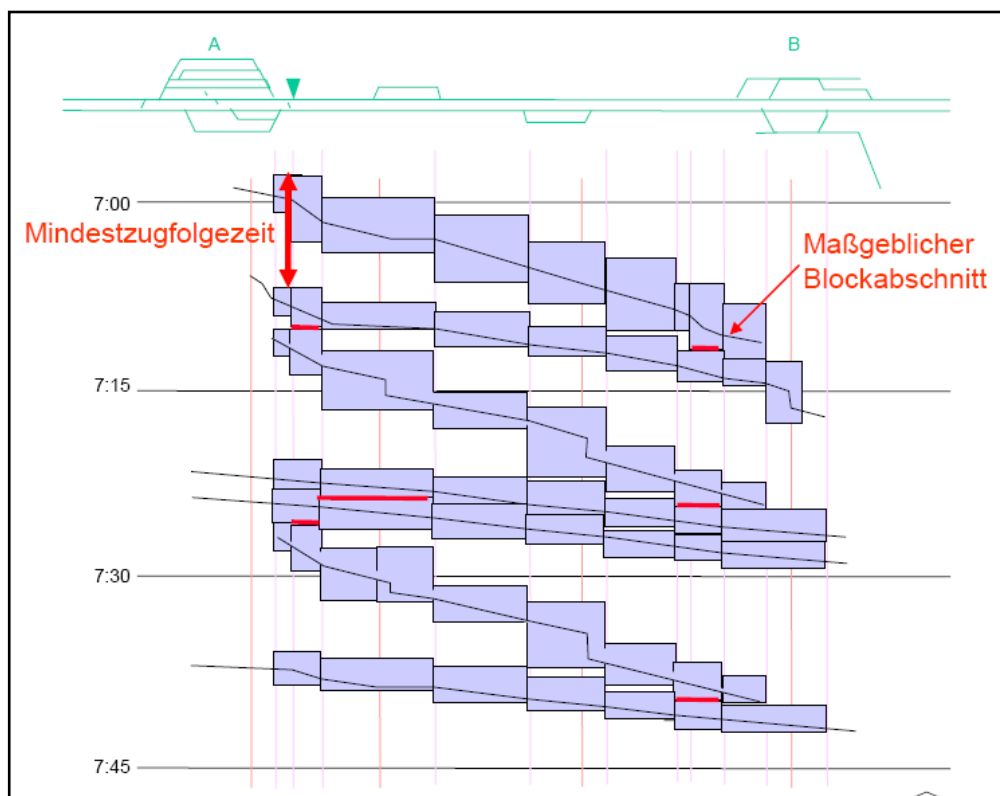 A
B
7:00
Mindestzugfolgezeit
Maßgeblicher
Blockabschnitt
7:15
7:30
7:45